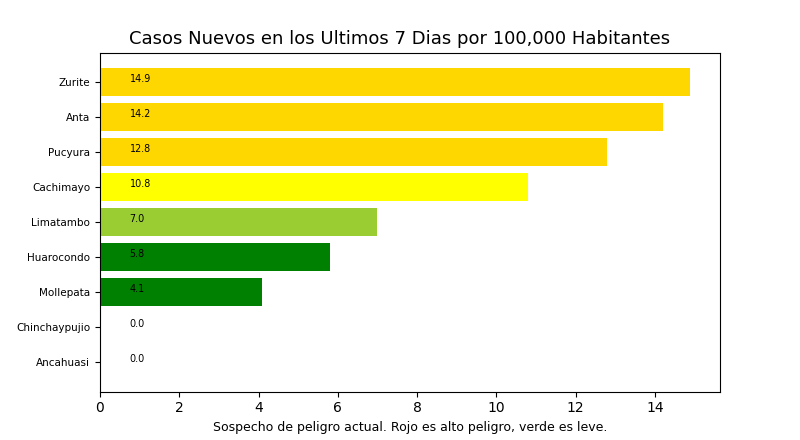 Casos Nuevos en los Ultimos 7 Dias por 100,000 Habitantes
Zurite 14.9
Anta 14.2
Pucyura 12.8
Cachimayo 10.8
Limatambo 7.0
Huarocondo 5.8
Mollepata 4.1
Chinchaypujio 0.0
Ancahuasi 0.0
0 2 4 6 8 10 12 14
Sospecho de peligro actual. Rojo es alto peligro, verde es leve.